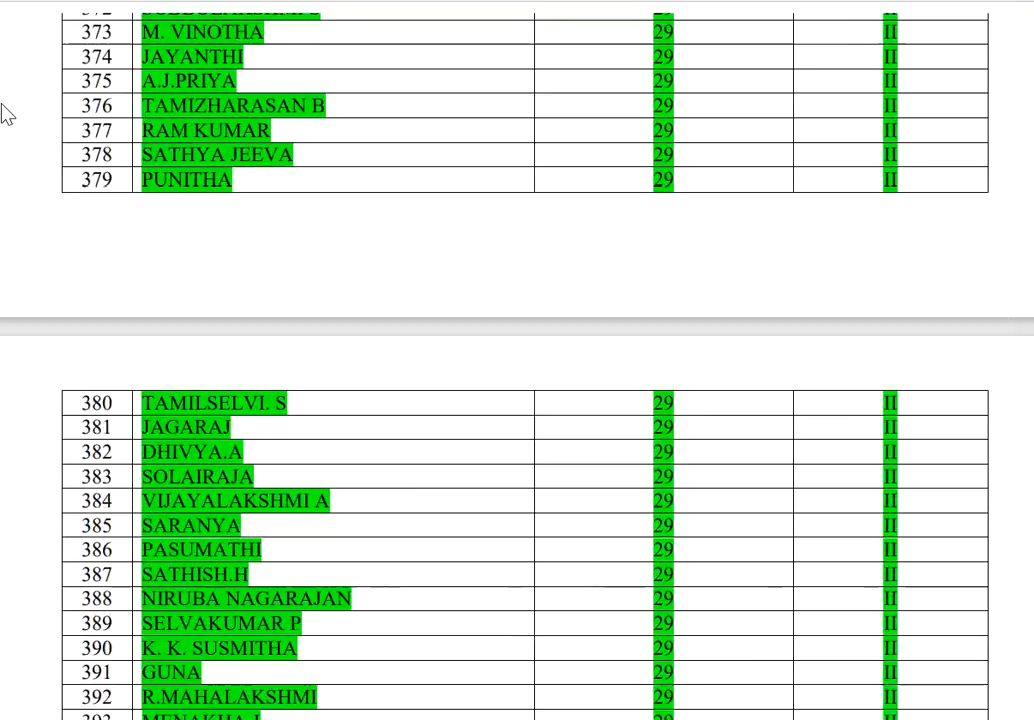 373 M. VINOTHA 29 II
374 JAYANTHI 29 II
375 A.J.PRIYA 29 II
376 TAMIZHARASAN B 29 II
377 RAM KUMAR 29 II
378 SATHYA JEEVA 29 II
379 PUNITHA 29 II
380 TAMILSELVI. S 29 II
381 JAGARAJ 29 II
382 DHIVYA.A 29 II
383 SOLAIRAJA 29 II
384 VIJAYALAKSHMI A 29 II
385 SARANYA 29 II
386 PASUMATHI 29 II
387 SATHISH.H 29 II
388 NIRUBA NAGARAJAN 29 II
389 SELVAKUMAR P 29 II
390 K. K. SUSMITHA 29 II
391 GUNA 29 II
392 R.MAHALAKSHMI 29 II